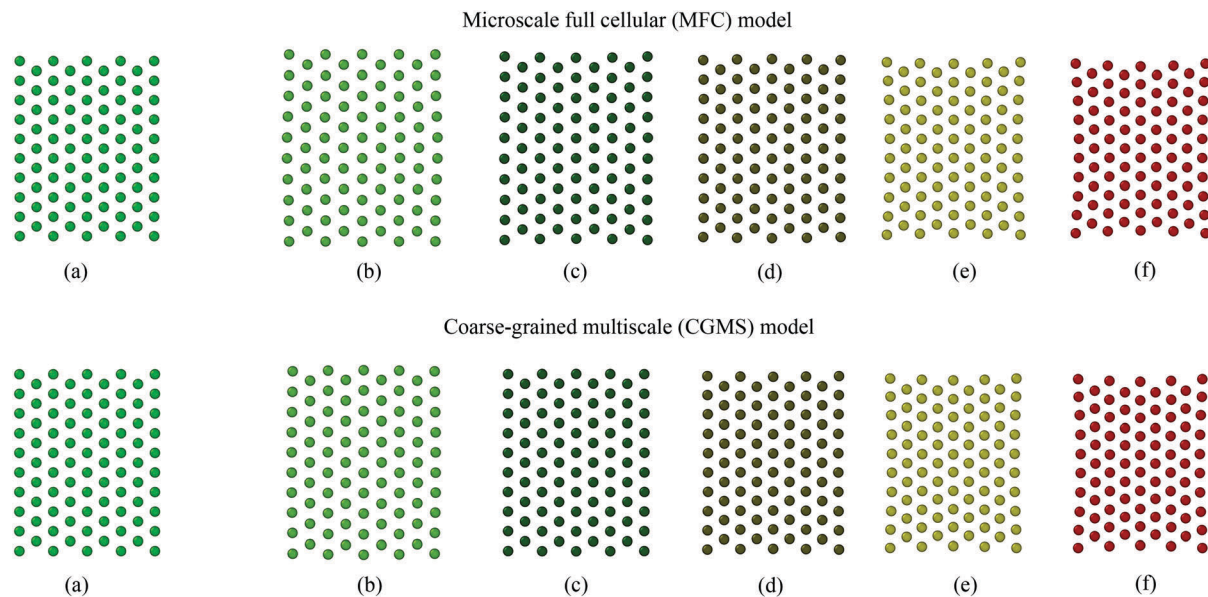 Microscale full cellular (MFC) model
(a) (b) (c) (d) (e) (f)
Coarse-grained multiscale (CGMS) model
(a) (b) (c) (d) (e) (f)